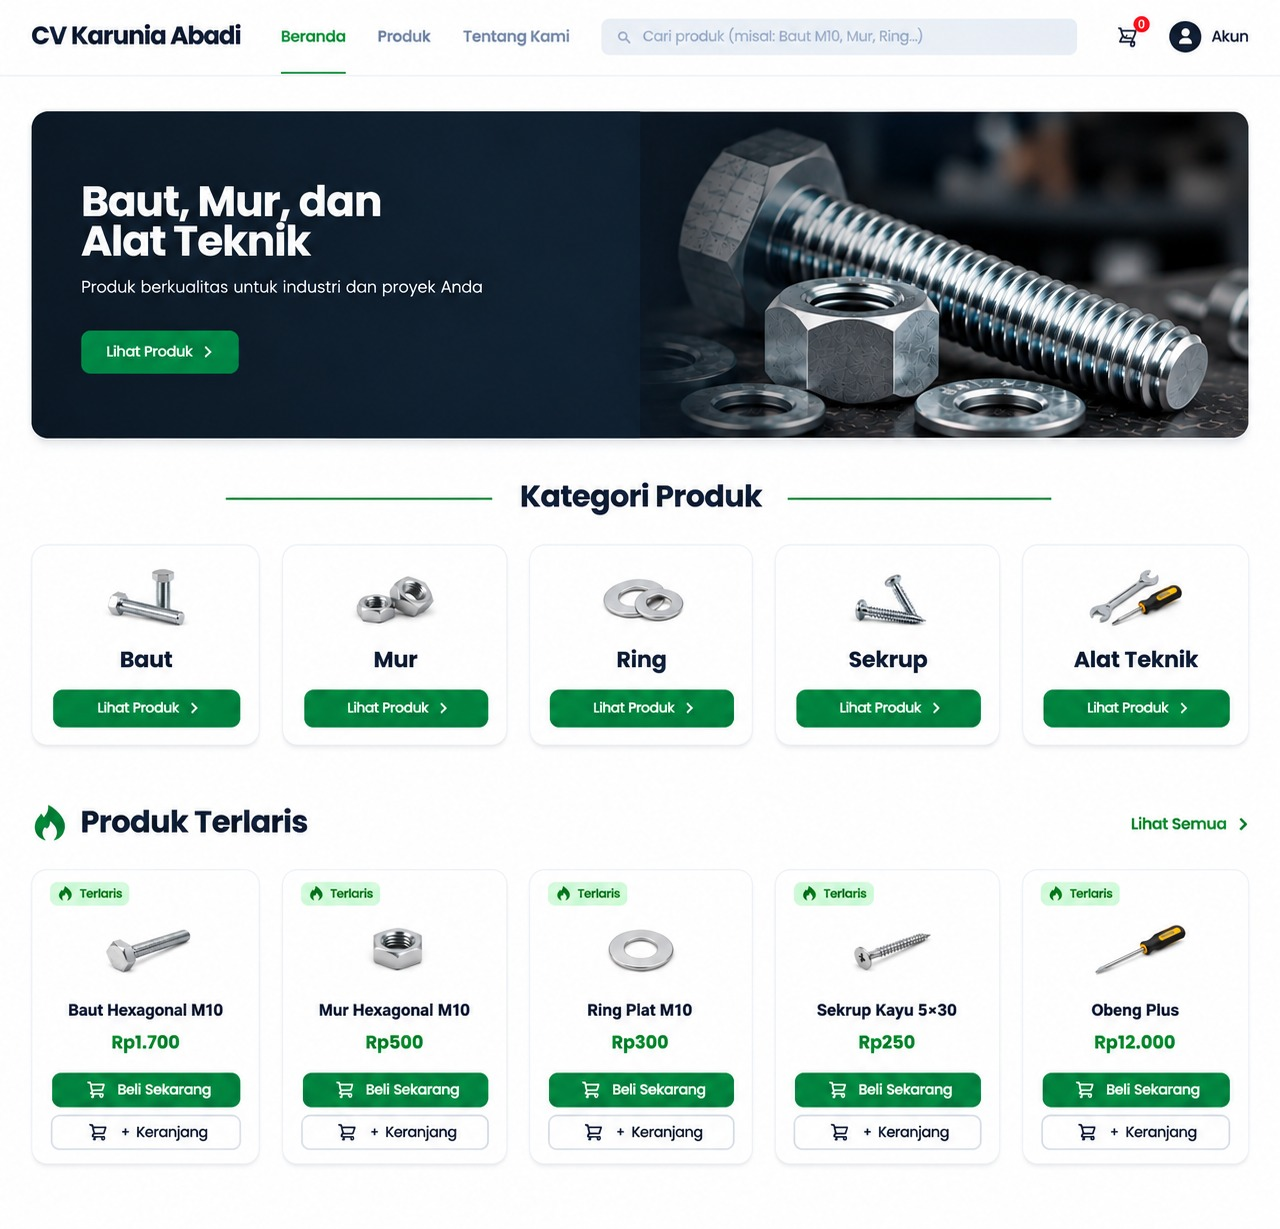 CV Karunia Abadi
Beranda
Produk
Tentang Kami
Cari produk (misal: Baut M10, Mur, Ring...)
0
Akun
Baut, Mur, dan
Alat Teknik
Produk berkualitas untuk industri dan proyek Anda
Lihat Produk
Kategori Produk
Baut
Lihat Produk
Mur
Lihat Produk
Ring
Lihat Produk
Sekrup
Lihat Produk
Alat Teknik
Lihat Produk
Produk Terlaris
Lihat Semua
Terlaris
Baut Hexagonal M10
Rp1.700
Beli Sekarang
+ Keranjang
Terlaris
Mur Hexagonal M10
Rp500
Beli Sekarang
+ Keranjang
Terlaris
Ring Plat M10
Rp300
Beli Sekarang
+ Keranjang
Terlaris
Sekrup Kayu 5×30
Rp250
Beli Sekarang
+ Keranjang
Terlaris
Obeng Plus
Rp12.000
Beli Sekarang
+ Keranjang